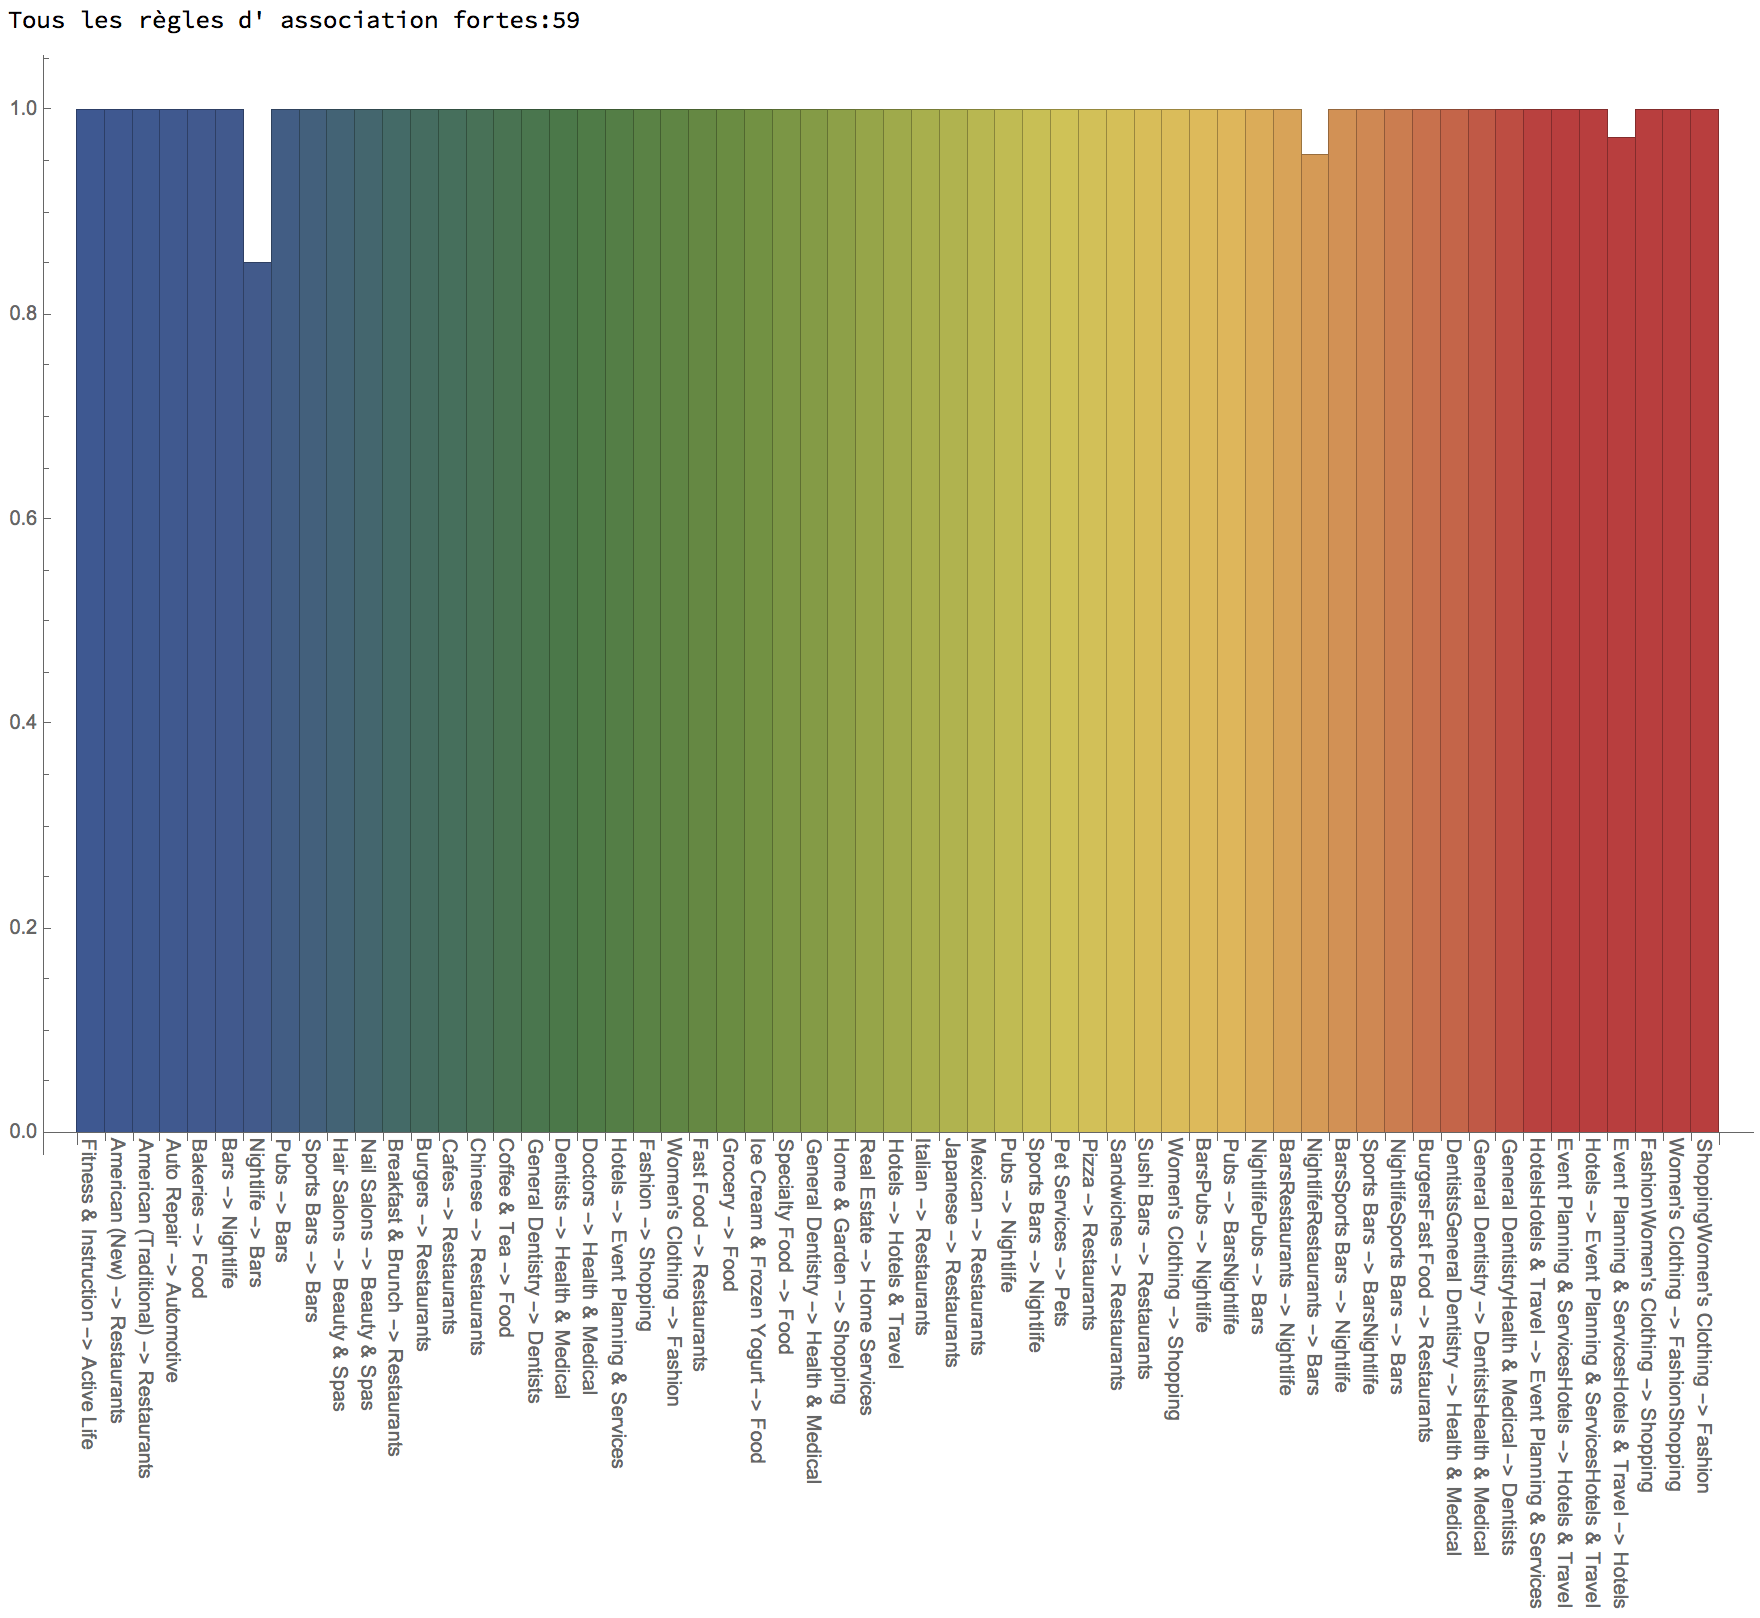 Tous les règles d' association fortes:59
1.0
0.8
0.6
0.4
0.2
0.0
Fitness & Instruction -> Active Life
American (New) -> Restaurants
American (Traditional) -> Restaurants
Auto Repair -> Automotive
Bakeries -> Food
Bars -> Nightlife
Nightlife -> Bars
Pubs -> Bars
Sports Bars -> Bars
Hair Salons -> Beauty & Spas
Nail Salons -> Beauty & Spas
Breakfast & Brunch -> Restaurants
Burgers -> Restaurants
Cafes -> Restaurants
Chinese -> Restaurants
Coffee & Tea -> Food
General Dentistry -> Dentists
Dentists -> Health & Medical
Doctors -> Health & Medical
Hotels -> Event Planning & Services
Fashion -> Shopping
Women's Clothing -> Fashion
Fast Food -> Restaurants
Grocery -> Food
Ice Cream & Frozen Yogurt -> Food
Specialty Food -> Food
General Dentistry -> Health & Medical
Home & Garden -> Shopping
Real Estate -> Home Services
Hotels -> Hotels & Travel
Italian -> Restaurants
Japanese -> Restaurants
Mexican -> Restaurants
Pubs -> Nightlife
Sports Bars -> Nightlife
Pet Services -> Pets
Pizza -> Restaurants
Sandwiches -> Restaurants
Sushi Bars -> Restaurants
Women's Clothing -> Shopping
BarsPubs -> Nightlife
Pubs -> BarsNightlife
NightlifePubs -> Bars
BarsRestaurants -> Nightlife
NightlifeRestaurants -> Bars
BarsSports Bars -> Nightlife
Sports Bars -> BarsNightlife
NightlifeSports Bars -> Bars
BurgersFast Food -> Restaurants
DentistsGeneral Dentistry -> Health & Medical
General Dentistry -> DentistsHealth & Medical
General DentistryHealth & Medical -> Dentists
HotelsHotels & Travel -> Event Planning & Services
Event Planning & ServicesHotels -> Hotels & Travel
Hotels -> Event Planning & ServicesHotels & Travel
Event Planning & ServicesHotels & Travel -> Hotels
FashionWomen's Clothing -> Shopping
Women's Clothing -> FashionShopping
ShoppingWomen's Clothing -> Fashion